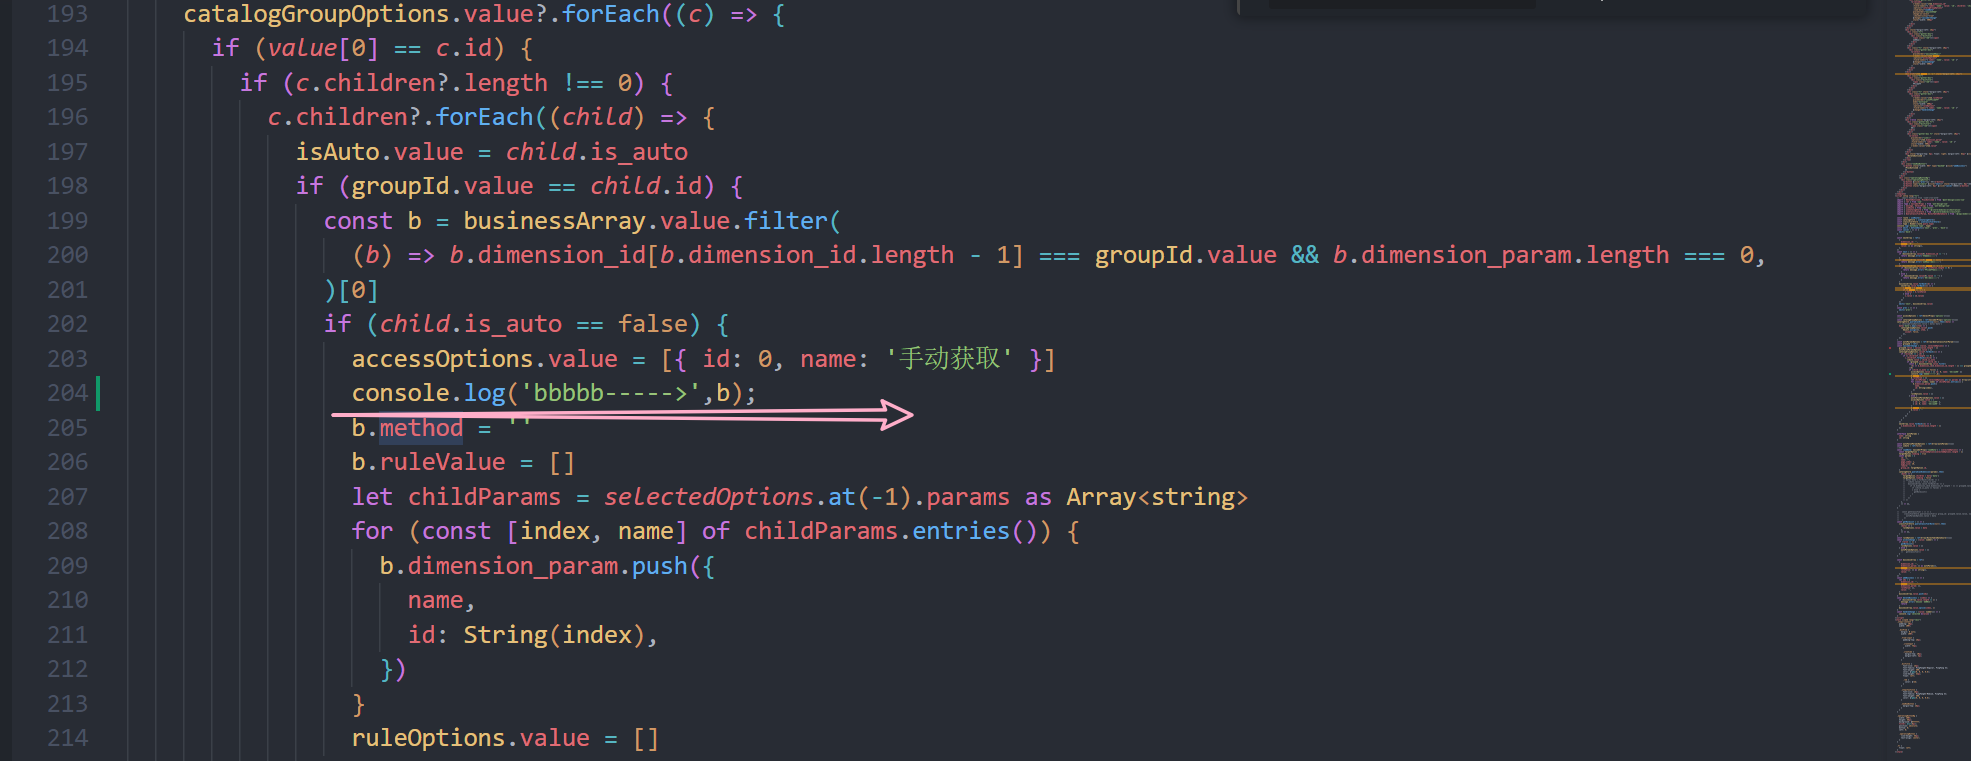 193 catalogGroupOptions.value?.forEach((c) => {
194 if (value[0] == c.id) {
195 if (c.children?.length !== 0) {
196 c.children?.forEach((child) => {
197 isAuto.value = child.is_auto
198 if (groupId.value == child.id) {
199 const b = businessArray.value.filter(
200 (b) => b.dimension_id[b.dimension_id.length - 1] === groupId.value && b.dimension_param.length === 0,
201 )[0]
202 if (child.is_auto == false) {
203 accessOptions.value = [{ id: 0, name: '手动获取' }]
204 console.log('bbbbb----->',b);
205 b.method = ''
206 b.ruleValue = []
207 let childParams = selectedOptions.at(-1).params as Array<string>
208 for (const [index, name] of childParams.entries()) {
209 b.dimension_param.push({
210 name,
211 id: String(index),
212 })
213 }
214 ruleOptions.value = []